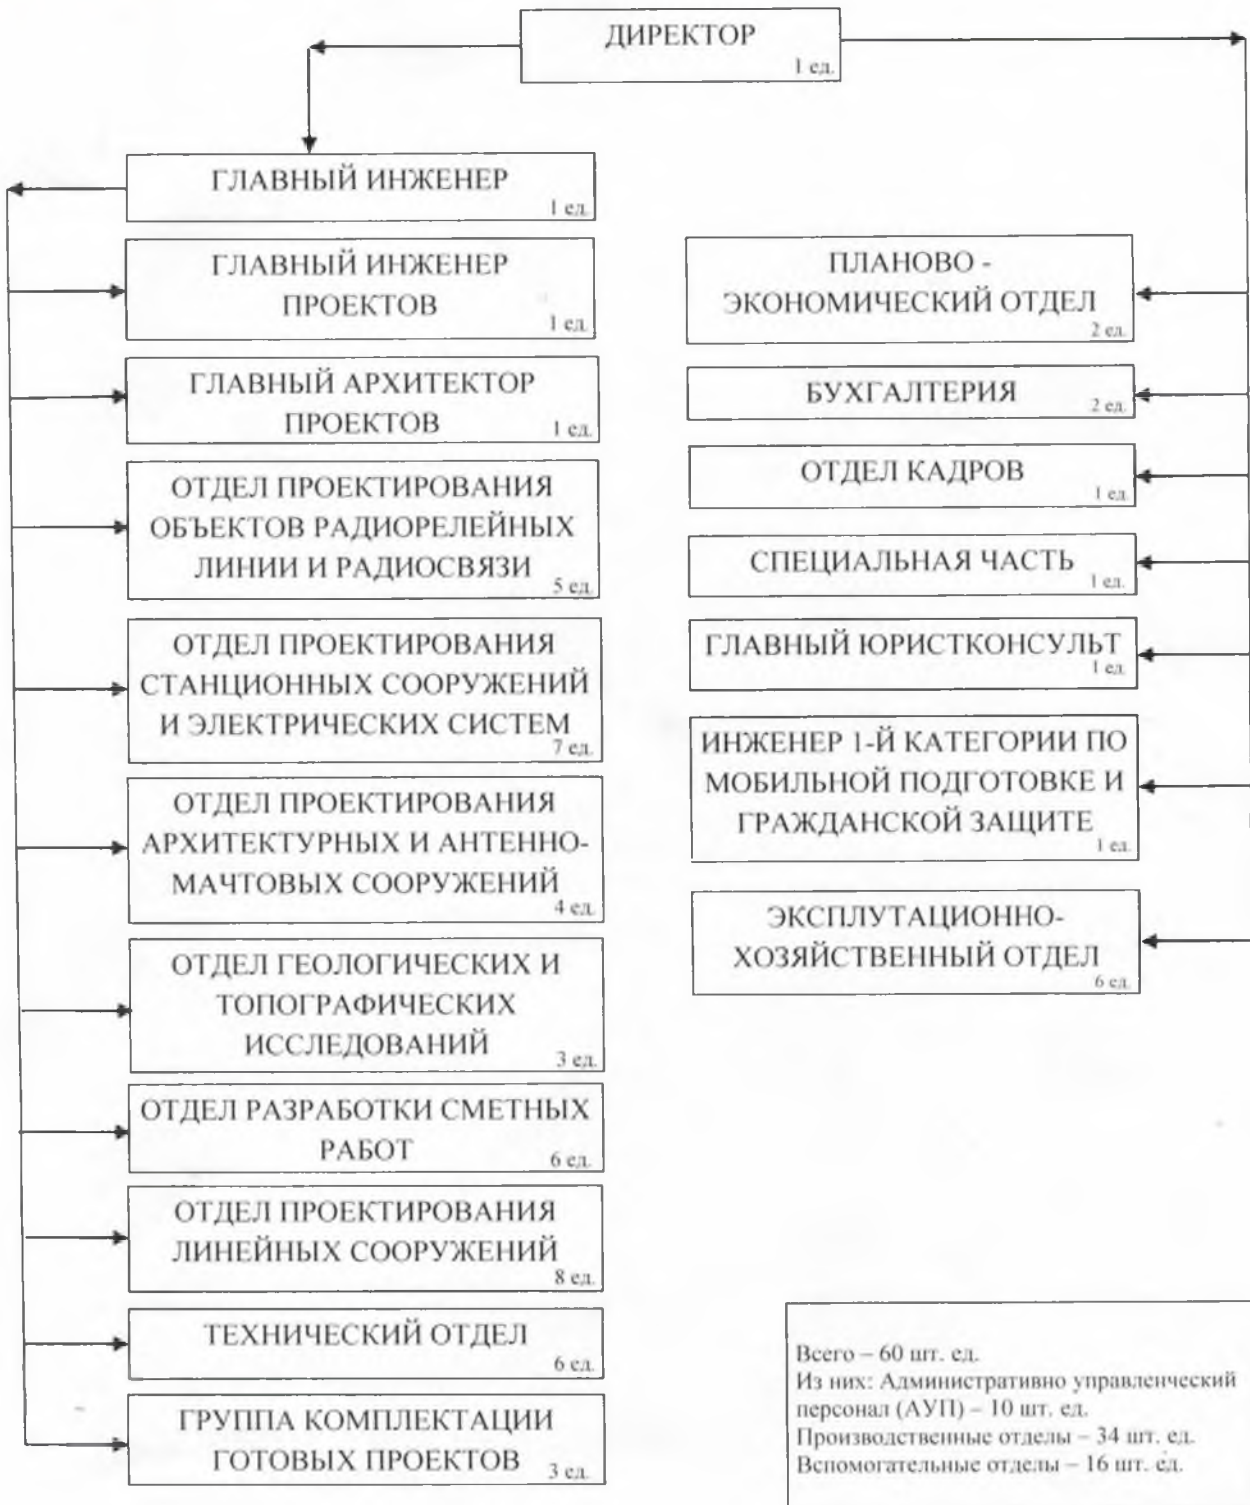 ДИРЕКТОР
1 ед.
ГЛАВНЫЙ ИНЖЕНЕР
1 ед.
ГЛАВНЫЙ ИНЖЕНЕР
ПРОЕКТОВ
1 ед.
ГЛАВНЫЙ АРХИТЕКТОР
ПРОЕКТОВ
1 ед.
ОТДЕЛ ПРОЕКТИРОВАНИЯ
ОБЪЕКТОВ РАДИОРЕЛЕЙНЫХ
ЛИНИИ И РАДИОСВЯЗИ
5 ед.
ОТДЕЛ ПРОЕКТИРОВАНИЯ
СТАНЦИОННЫХ СООРУЖЕНИЙ
И ЭЛЕКТРИЧЕСКИХ СИСТЕМ
7 ед.
ОТДЕЛ ПРОЕКТИРОВАНИЯ
АРХИТЕКТУРНЫХ И АНТЕННО-
МАЧТОВЫХ СООРУЖЕНИЙ
4 ед.
ОТДЕЛ ГЕОЛОГИЧЕСКИХ И
ТОПОГРАФИЧЕСКИХ
ИССЛЕДОВАНИЙ
3 ед.
ОТДЕЛ РАЗРАБОТКИ СМЕТНЫХ
РАБОТ
6 ед.
ОТДЕЛ ПРОЕКТИРОВАНИЯ
ЛИНЕЙНЫХ СООРУЖЕНИЙ
8 ед.
ТЕХНИЧЕСКИЙ ОТДЕЛ
6 ед.
ГРУППА КОМПЛЕКТАЦИИ
ГОТОВЫХ ПРОЕКТОВ
3 ед.
ПЛАНОВО -
ЭКОНОМИЧЕСКИЙ ОТДЕЛ
2 ед.
БУХГАЛТЕРИЯ
2 ед.
ОТДЕЛ КАДРОВ
1 ед.
СПЕЦИАЛЬНАЯ ЧАСТЬ
1 ед.
ГЛАВНЫЙ ЮРИСТКОНСУЛЬТ
1 ед.
ИНЖЕНЕР 1-Й КАТЕГОРИИ ПО
МОБИЛЬНОЙ ПОДГОТОВКЕ И
ГРАЖДАНСКОЙ ЗАЩИТЕ
1 ед.
ЭКСПЛУТАЦИОННО-
ХОЗЯЙСТВЕННЫЙ ОТДЕЛ
6 ед.
Всего – 60 шт. ед.
Из них: Административно управленческий
персонал (АУП) – 10 шт. ед.
Производственные отделы – 34 шт. ед.
Вспомогательные отделы – 16 шт. ед.